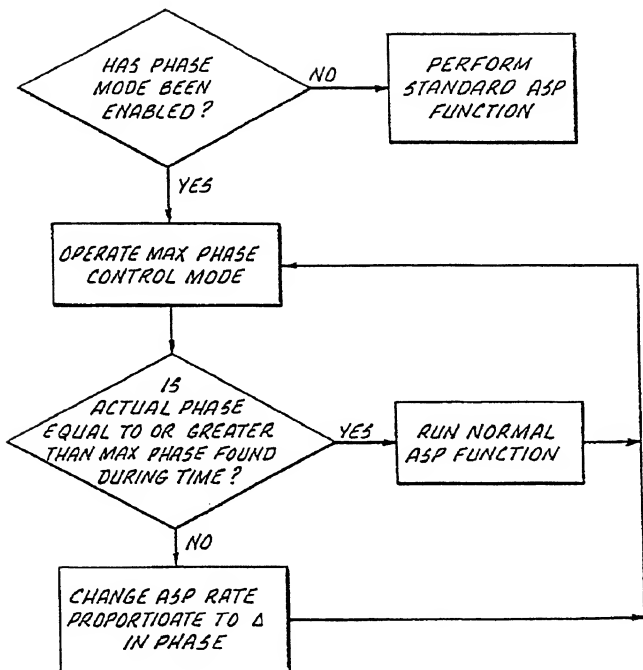 HAS PHASE
MODE BEEN
ENABLED?
NO
PERFORM
STANDARD ASP
FUNCTION
YES
OPERATE MAX PHASE
CONTROL MODE
IS
ACTUAL PHASE
EQUAL TO OR GREATER
THAN MAX PHASE FOUND
DURING TIME?
YES
RUN NORMAL
ASP FUNCTION
NO
CHANGE ASP RATE
PROPORTIOATE TO Δ
IN PHASE